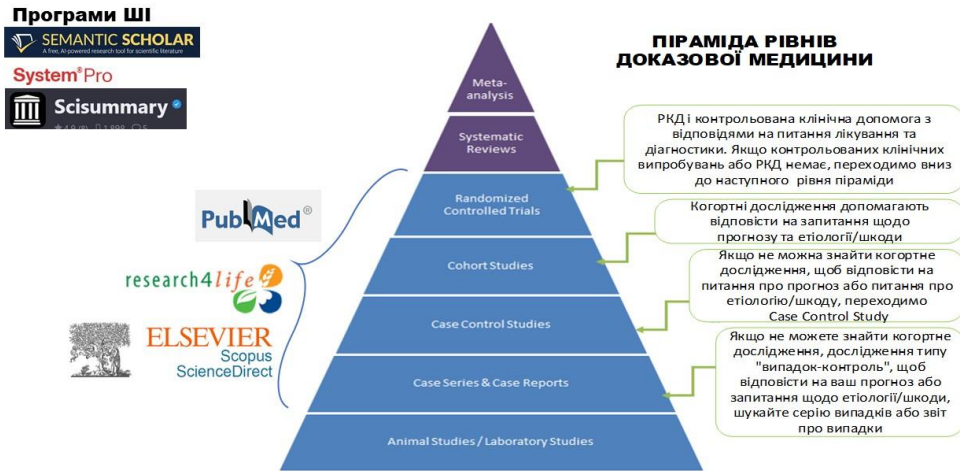 Програми ШІ
SEMANTIC SCHOLAR
A free, AI-powered research tool for scientific literature
System®Pro
Scisummary
4.9 1,898 5
PubMed®
research4life
ELSEVIER
Scopus
ScienceDirect
ПІРАМІДА РІВНІВ
ДОКАЗОВОЇ МЕДИЦИНИ
Meta-
analysis
Systematic
Reviews
Randomized
Controlled Trials
Cohort Studies
Case Control Studies
Case Series & Case Reports
Animal Studies / Laboratory Studies
РКД і контрольована клінічна допомога з
відповідями на питання лікування та
діагностики. Якщо контрольованих клінічних
випробувань або РКД немає, переходимо вниз
до наступного рівня піраміди
Когортні дослідження допомагають
відповісти на запитання щодо
прогнозу та етіології/шкоди
Якщо не можна знайти когортне
дослідження, щоб відповісти на
питання про прогноз або питання про
етіологію/шкоду, переходимо
Case Control Study
Якщо не можете знайти когортне
дослідження, дослідження типу
"випадок-контроль", щоб
відповісти на ваш прогноз або
запитання щодо етіології/шкоди,
шукайте серію випадків або звіт
про випадки